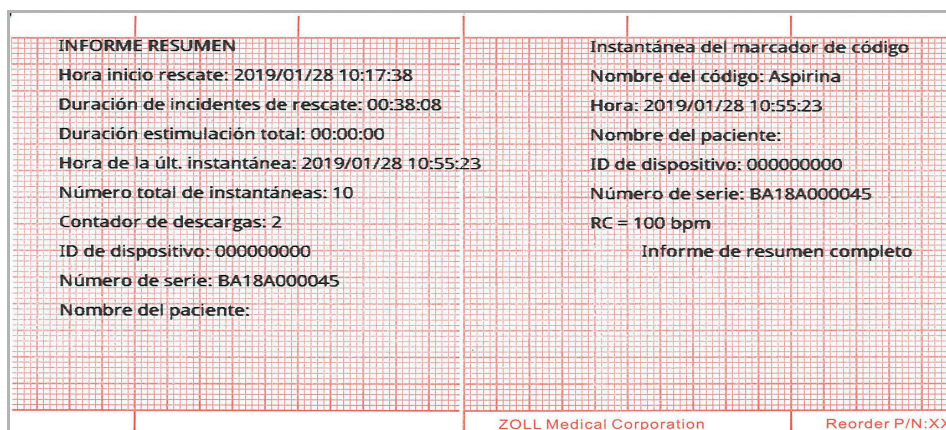 INFORME RESUMEN
Hora inicio rescate: 2019/01/28 10:17:38
Duración de incidentes de rescate: 00:38:08
Duración estimulación total: 00:00:00
Hora de la últ. instantánea: 2019/01/28 10:55:23
Número total de instantáneas: 10
Contador de descargas: 2
ID de dispositivo: 000000000
Número de serie: BA18A000045
Nombre del paciente:
Instantánea del marcador de código
Nombre del código: Aspirina
Hora: 2019/01/28 10:55:23
Nombre del paciente:
ID de dispositivo: 000000000
Número de serie: BA18A000045
RC = 100 bpm
Informe de resumen completo
ZOLL Medical Corporation
Reorder P/N:XX